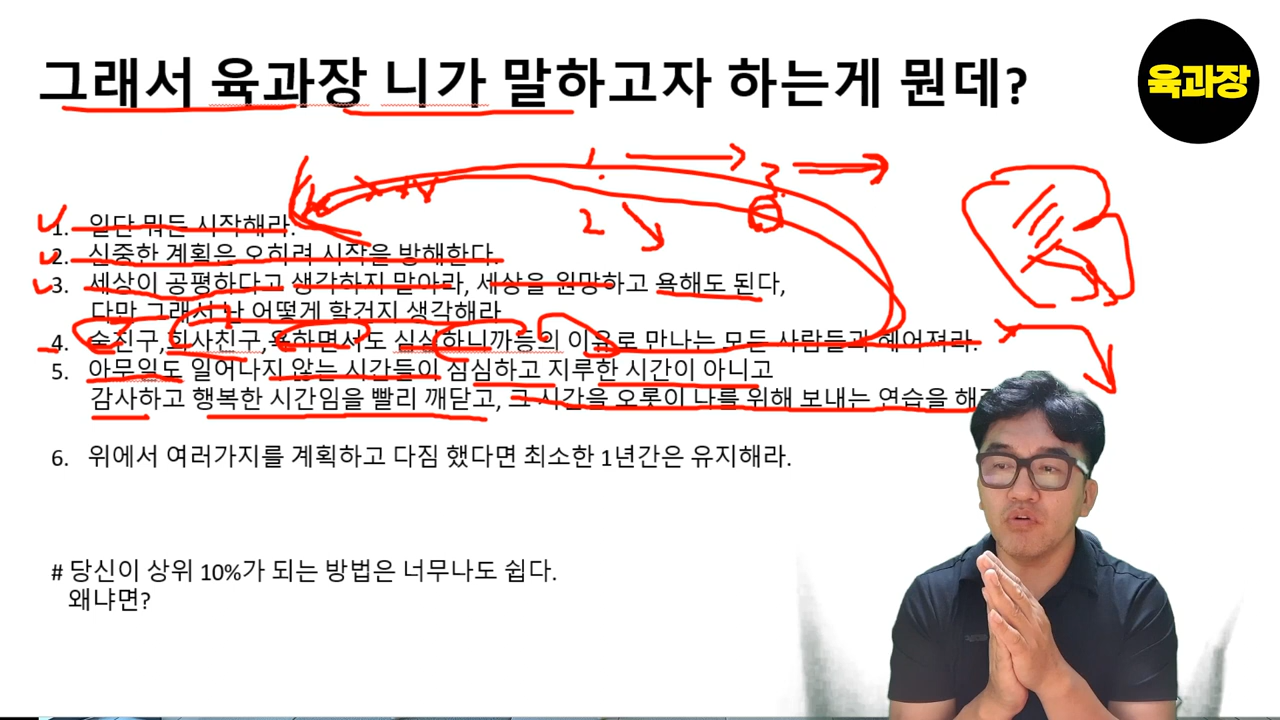 그래서 육과장 니가 말하고자 하는게 뭔데?
육과장
1. 일단 뭐든 시작해라.
2. 신중한 계획은 오히려 시작을 방해한다.
3. 세상이 공평하다고 생각하지 말아라, 세상을 원망하고 욕해도 된다,
다만 그래서 난 어떻게 할건지 생각해라
4. 술친구,회사친구,욕하면서도 심심하니까등의 이유로 만나는 모든 사람들과 헤어져라.
5. 아무일도 일어나지 않는 시간들이 심심하고 지루한 시간이 아니고
감사하고 행복한 시간임을 빨리 깨닫고, 그 시간을 오롯이 나를 위해 보내는 연습을
6. 위에서 여러가지를 계획하고 다짐 했다면 최소한 1년간은 유지해라.
# 당신이 상위 10%가 되는 방법은 너무나도 쉽다.
왜냐면?
1
2
3